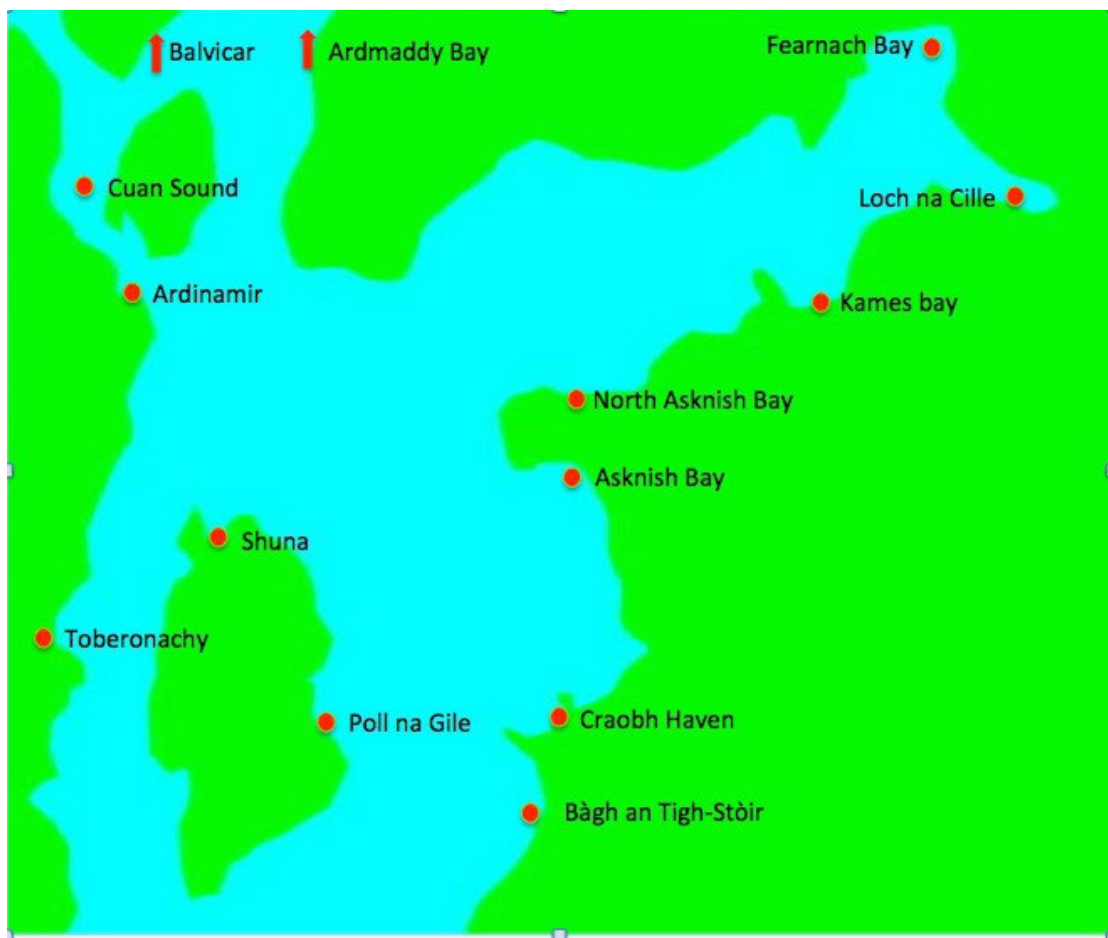 Balvicar
Ardmaddy Bay
Fearnach Bay
Cuan Sound
Loch na Cille
Ardinamir
Kames bay
North Asknish Bay
Asknish Bay
Shuna
Toberonachy
Poll na Gile
Craobh Haven
Bàgh an Tigh-Stòir